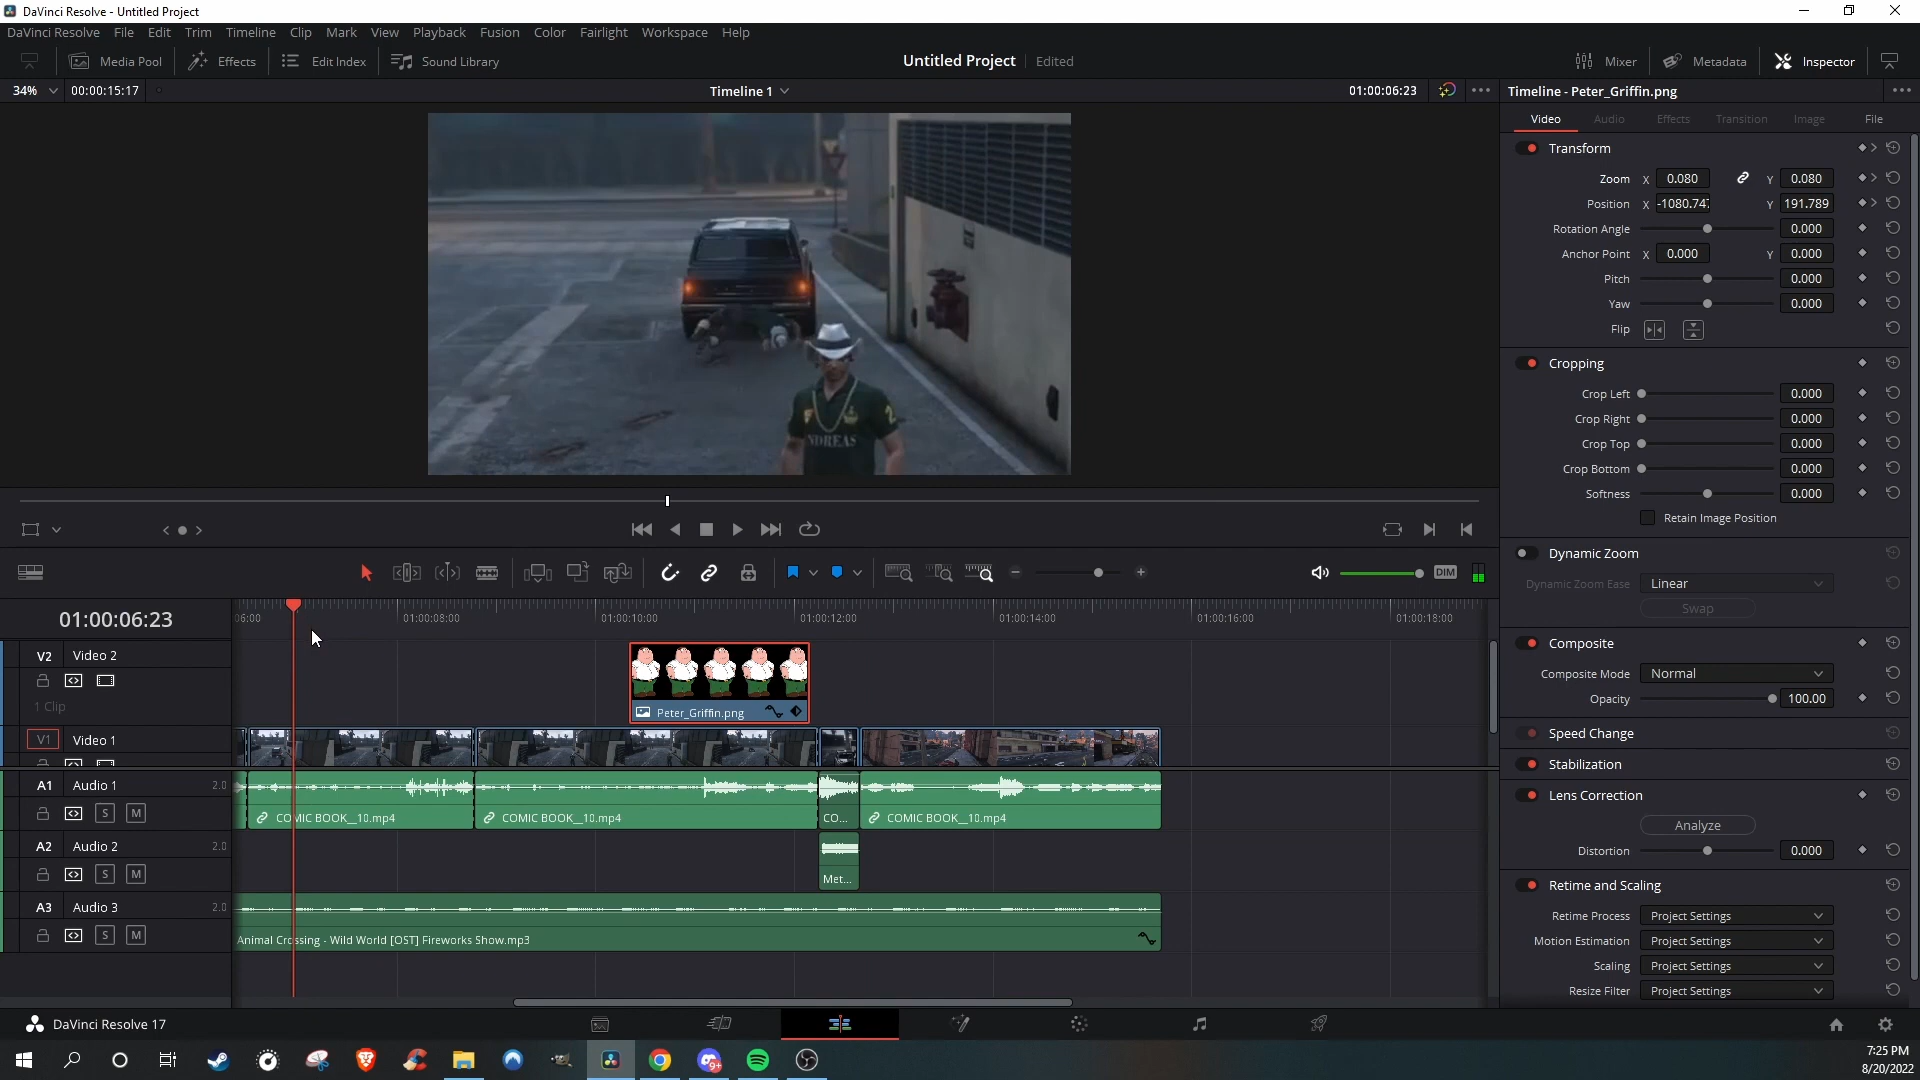 DaVinci Resolve - Untitled Project
DaVinci Resolve File Edit Trim Timeline Clip Mark View Playback Fusion Color Fairlight Workspace Help
Media Pool Effects Edit Index Sound Library Untitled Project Edited Mixer Metadata Inspector
34% 00:00:15:17 Timeline 1 01:00:06:23 Timeline - Peter_Griffin.png
Video Audio Effects Transition Image File
Transform
Zoom X 0.080 Y 0.080
Position X -1080.747 Y 191.789
Rotation Angle 0.000
Anchor Point X 0.000 Y 0.000
Pitch 0.000
Yaw 0.000
Flip
Cropping
Crop Left 0.000
Crop Right 0.000
Crop Top 0.000
Crop Bottom 0.000
Softness 0.000
Retain Image Position
Dynamic Zoom
Dynamic Zoom Ease Linear
Swap
Composite
Composite Mode Normal
Opacity 100.00
Speed Change
Stabilization
Lens Correction
Analyze
Distortion 0.000
Retime and Scaling
Retime Process Project Settings
Motion Estimation Project Settings
Scaling Project Settings
Resize Filter Project Settings
NDREAS
2
DIM
01:00:06:23
06:00 01:00:08:00 01:00:10:00 01:00:12:00 01:00:14:00 01:00:16:00 01:00:18:00
V2 Video 2
1 Clip
Peter_Griffin.png
V1 Video 1
A1 Audio 1 2.0
S M
COMIC BOOK__10.mp4 COMIC BOOK__10.mp4 CO... COMIC BOOK__10.mp4
A2 Audio 2 2.0
S M
Met...
A3 Audio 3 2.0
S M
Animal Crossing - Wild World [OST] Fireworks Show.mp3
DaVinci Resolve 17
9+
7:25 PM
8/20/2022